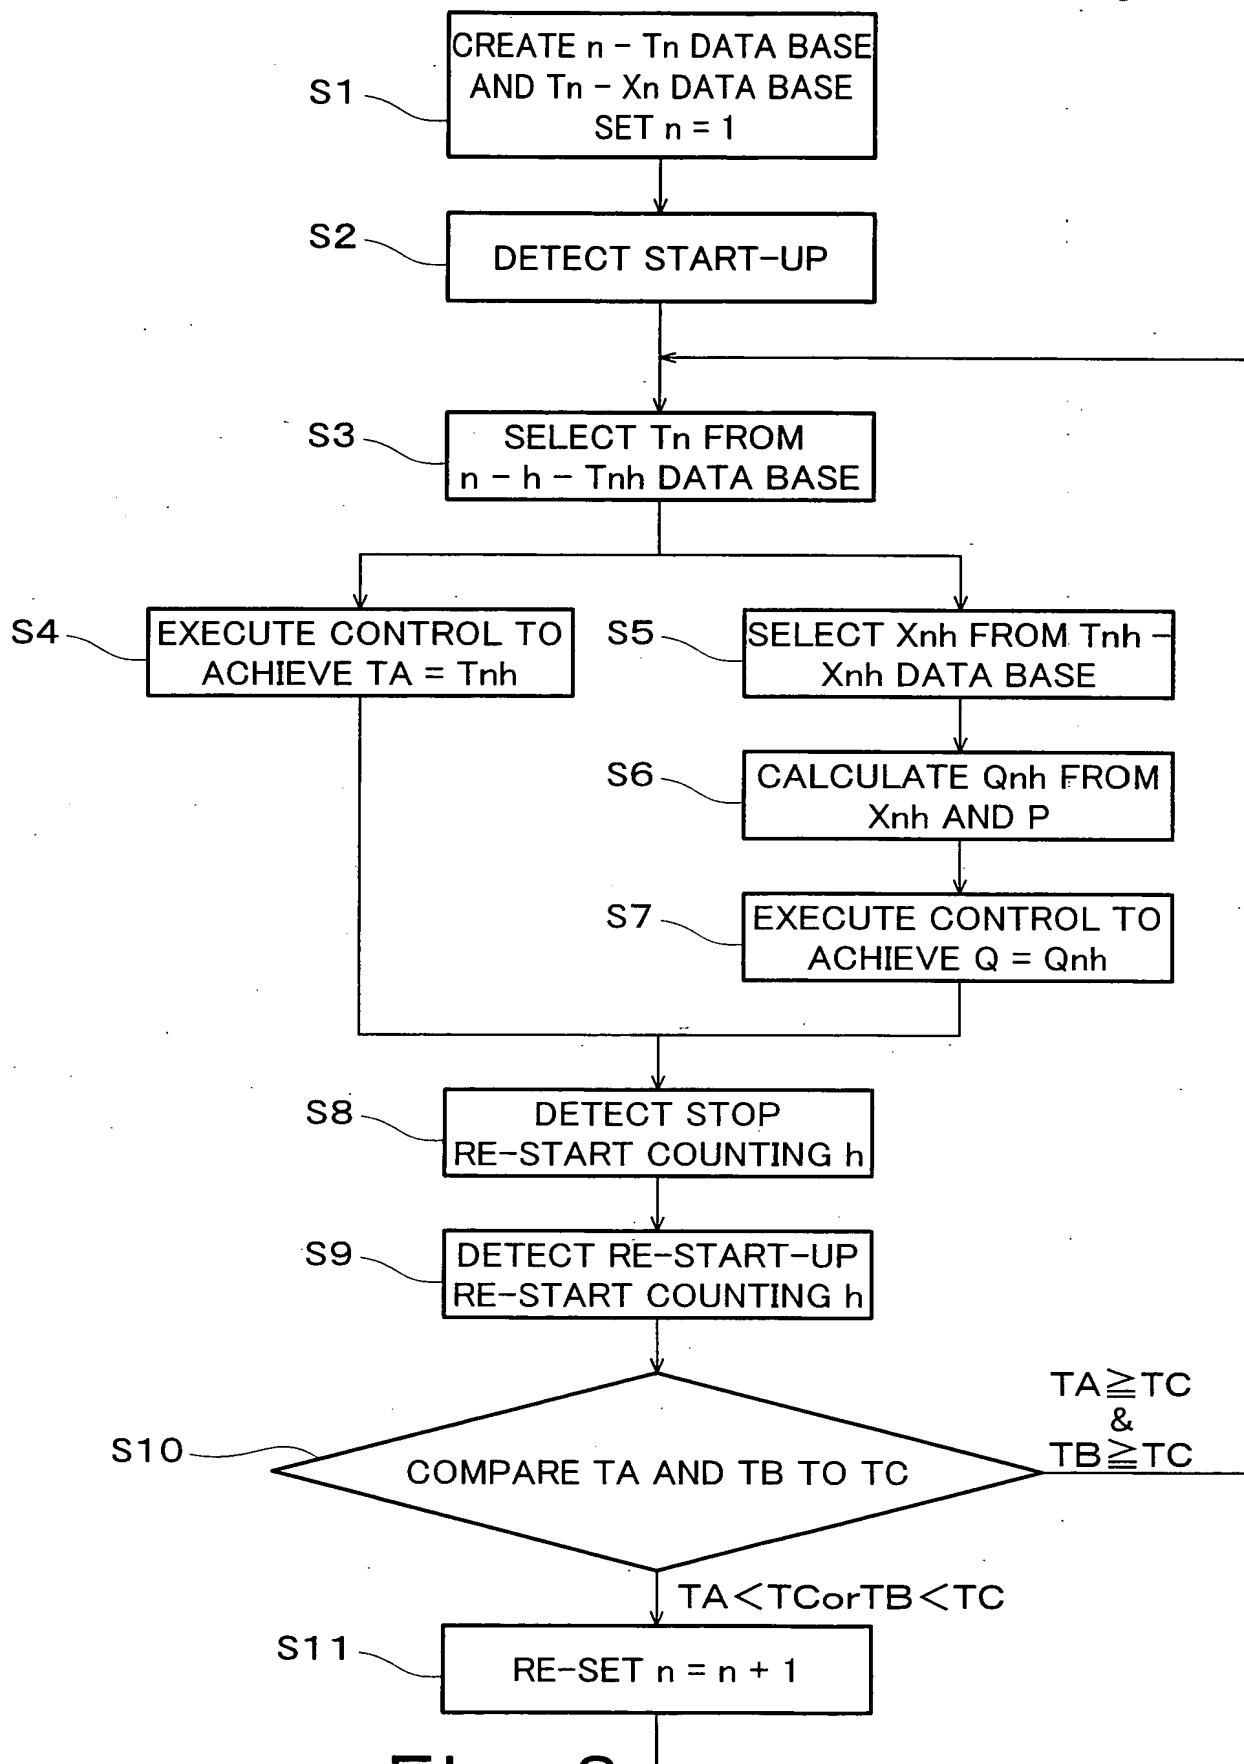 S1
CREATE n - Tn DATA BASE
AND Tn - Xn DATA BASE
SET n = 1
S2
DETECT START-UP
S3
SELECT Tn FROM
n - h - Tnh DATA BASE
S4
EXECUTE CONTROL TO
ACHIEVE TA = Tnh
S5
SELECT Xnh FROM Tnh -
Xnh DATA BASE
S6
CALCULATE Qnh FROM
Xnh AND P
S7
EXECUTE CONTROL TO
ACHIEVE Q = Qnh
S8
DETECT STOP
RE-START COUNTING h
S9
DETECT RE-START-UP
RE-START COUNTING h
S10
COMPARE TA AND TB TO TC
TA≧TC
&
TB≧TC
TA<TCorTB<TC
S11
RE-SET n = n + 1